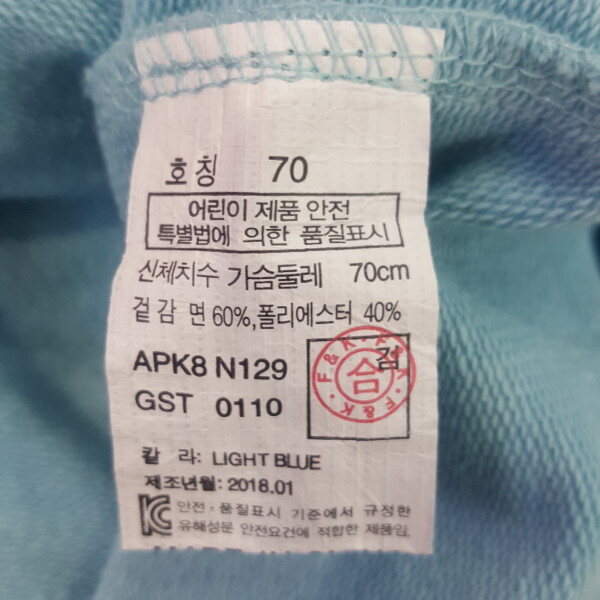 호칭 70
어린이 제품 안전
특별법에 의한 품질표시
신체치수 가슴둘레 70cm
겉감 면 60%,폴리에스터 40%
APK8 N129
GST 0110
검
F&K · F&K · F&K
合
칼 라: LIGHT BLUE
제조년월: 2018.01
안전·품질표시 기준에서 규정한
유해성분 안전요건에 적합한 제품임.